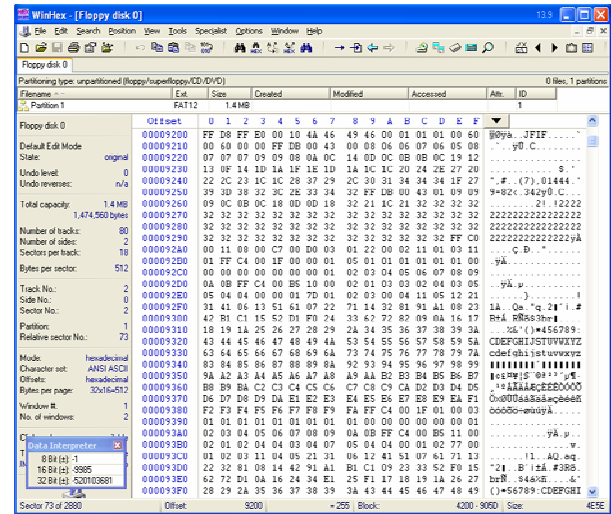 WinHex - [Floppy disk 0]
13.9
File Edit Search Position View Tools Specialist Options Window Help
Floppy disk 0
Partitioning type: unpartitioned (floppy/superfloppy/CD/DVD)
0 files, 1 partitions
Filename Ext. Size Created Modified Accessed Attr. ID
Partition 1 FAT12 1.4 MB 1
Floppy disk 0
Default Edit Mode
State: original
Undo level: 0
Undo reverses: n/a
Total capacity: 1.4 MB
1,474,560 bytes
Number of tracks: 80
Number of sides: 2
Sectors per track: 18
Bytes per sector: 512
Track No.: 2
Side No.: 0
Sector No.: 2
Partition: 1
Relative sector No.: 73
Mode: hexadecimal
Character set: ANSI ASCII
Offsets: hexadecimal
Bytes per page: 32x16=512
Window #: 1
No. of windows: 2
Data Interpreter
8 Bit (±): -1
16 Bit (±): -9985
32 Bit (±): -520103681
Offset 0 1 2 3 4 5 6 7 8 9 A B C D E F
00009200 FF D8 FF E0 00 10 4A 46 49 46 00 01 01 01 00 60 ÿØÿà..JFIF.....`
00009210 00 60 00 00 FF DB 00 43 00 08 06 06 07 06 05 08 .`..ÿÛ.C........
00009220 07 07 07 09 09 08 0A 0C 14 0D 0C 0B 0B 0C 19 12
00009230 13 0F 14 1D 1A 1F 1E 1D 1A 1C 1C 20 24 2E 27 20
00009240 22 2C 23 1C 1C 28 37 29 2C 30 31 34 34 34 1F 27 ",#..(7),01444.'
00009250 39 3D 38 32 3C 2E 33 34 32 FF DB 00 43 01 09 09 9=82<.342ÿÛ.C...
00009260 09 0C 0B 0C 18 0D 0D 18 32 21 1C 21 32 32 32 32
00009270 32 32 32 32 32 32 32 32 32 32 32 32 32 32 32 32 2222222222222222
00009280 32 32 32 32 32 32 32 32 32 32 32 32 32 32 32 32 2222222222222222
00009290 32 32 32 32 32 32 32 32 32 32 32 32 32 32 FF C0 22222222222222ÿÀ
000092A0 00 11 08 00 C7 00 D0 03 01 22 00 02 11 01 03 11
000092B0 01 FF C4 00 1F 00 00 01 05 01 01 01 01 01 01 00
000092C0 00 00 00 00 00 00 00 01 02 03 04 05 06 07 08 09
000092D0 0A 0B FF C4 00 B5 10 00 02 01 03 03 02 04 03 05
000092E0 05 04 04 00 00 01 7D 01 02 03 00 04 11 05 12 21
000092F0 31 41 06 13 51 61 07 22 71 14 32 81 91 A1 08 23
00009300 42 B1 C1 15 52 D1 F0 24 33 62 72 82 09 0A 16 17
00009310 18 19 1A 25 26 27 28 29 2A 34 35 36 37 38 39 3A ...%&'()*456789:
00009320 43 44 45 46 47 48 49 4A 53 54 55 56 57 58 59 5A CDEFGHIJSTUVWXYZ
00009330 63 64 65 66 67 68 69 6A 73 74 75 76 77 78 79 7A cdefghijstuvwxyz
00009340 83 84 85 86 87 88 89 8A 92 93 94 95 96 97 98 99
00009350 9A A2 A3 A4 A5 A6 A7 A8 A9 AA B2 B3 B4 B5 B6 B7
00009360 B8 B9 BA C2 C3 C4 C5 C6 C7 C8 C9 CA D2 D3 D4 D5
00009370 D6 D7 D8 D9 DA E1 E2 E3 E4 E5 E6 E7 E8 E9 EA F1
00009380 F2 F3 F4 F5 F6 F7 F8 F9 FA FF C4 00 1F 01 00 03
00009390 01 01 01 01 01 01 01 01 01 00 00 00 00 00 00 01
000093A0 02 03 04 05 06 07 08 09 0A 0B FF C4 00 B5 11 00
000093B0 02 01 02 04 04 03 04 07 05 04 04 00 01 02 77 00
000093C0 01 02 03 11 04 05 21 31 06 12 41 51 07 61 71 13
000093D0 22 32 81 08 14 42 91 A1 B1 C1 09 23 33 52 F0 15
000093E0 62 72 D1 0A 16 24 34 E1 25 F1 17 18 19 1A 26 27
000093F0 28 29 2A 35 36 37 38 39 3A 43 44 45 46 47 48 49 ()*56789:CDEFGHI
Sector 73 of 2880 Offset: 9200 = 255 Block: 4200 - 905D Size: 4E5E